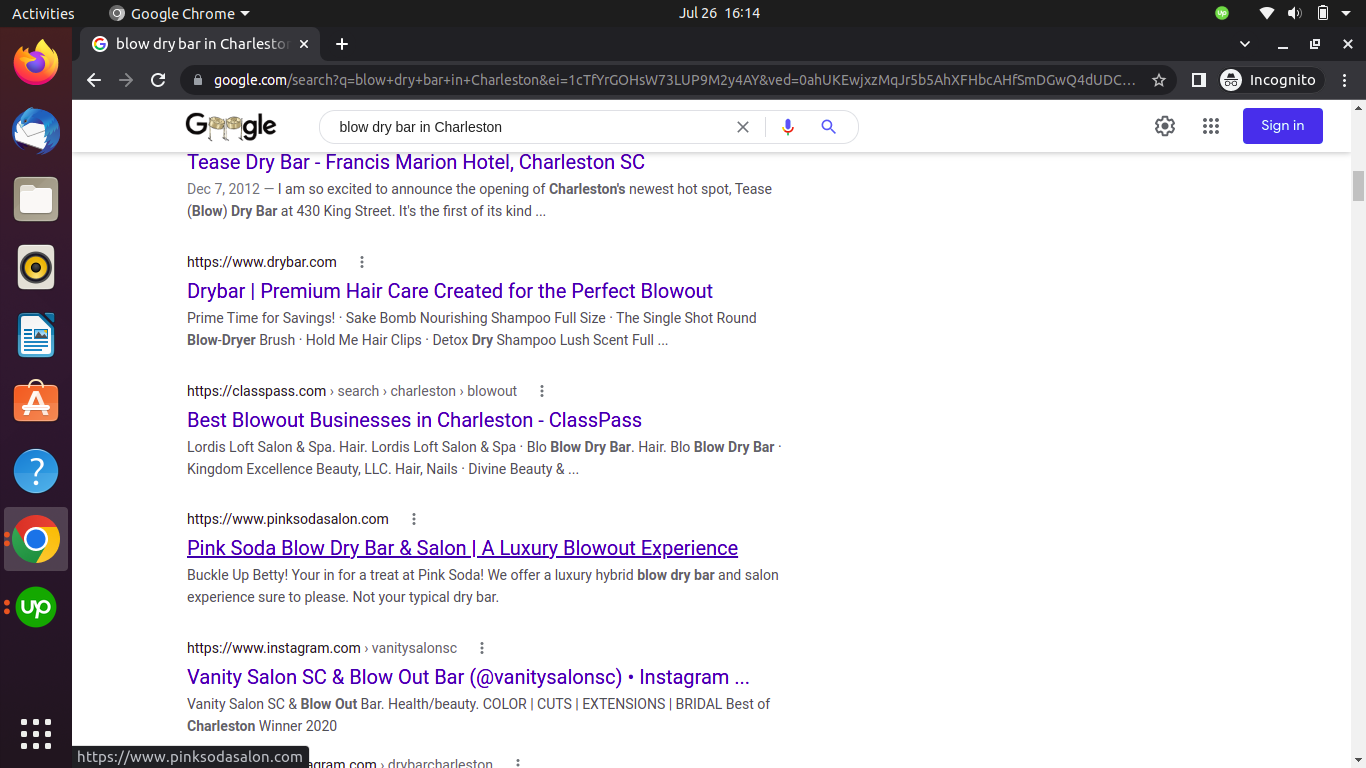 Activities
Google Chrome
Jul 26 16:14
up
blow dry bar in Charleston
google.com/search?q=blow+dry+bar+in+Charleston&ei=1cTfYrGOHsW73LUP9M2y4AY&ved=0ahUKEwjxzMqJr5b5AhXFHbcAHfSmDGwQ4dUDC...
Incognito
Google
blow dry bar in Charleston
Sign in
Tease Dry Bar - Francis Marion Hotel, Charleston SC
Dec 7, 2012 — I am so excited to announce the opening of Charleston's newest hot spot, Tease
(Blow) Dry Bar at 430 King Street. It's the first of its kind ...
https://www.drybar.com
Drybar | Premium Hair Care Created for the Perfect Blowout
Prime Time for Savings! · Sake Bomb Nourishing Shampoo Full Size · The Single Shot Round
Blow-Dryer Brush · Hold Me Hair Clips · Detox Dry Shampoo Lush Scent Full ...
https://classpass.com › search › charleston › blowout
Best Blowout Businesses in Charleston - ClassPass
Lordis Loft Salon & Spa. Hair. Lordis Loft Salon & Spa · Blo Blow Dry Bar. Hair. Blo Blow Dry Bar ·
Kingdom Excellence Beauty, LLC. Hair, Nails · Divine Beauty & ...
https://www.pinksodasalon.com
Pink Soda Blow Dry Bar & Salon | A Luxury Blowout Experience
Buckle Up Betty! Your in for a treat at Pink Soda! We offer a luxury hybrid blow dry bar and salon
experience sure to please. Not your typical dry bar.
https://www.instagram.com › vanitysalonsc
Vanity Salon SC & Blow Out Bar (@vanitysalonsc) • Instagram ...
Vanity Salon SC & Blow Out Bar. Health/beauty. COLOR | CUTS | EXTENSIONS | BRIDAL Best of
Charleston Winner 2020
agram.com › drybarcharleston
https://www.pinksodasalon.com
up